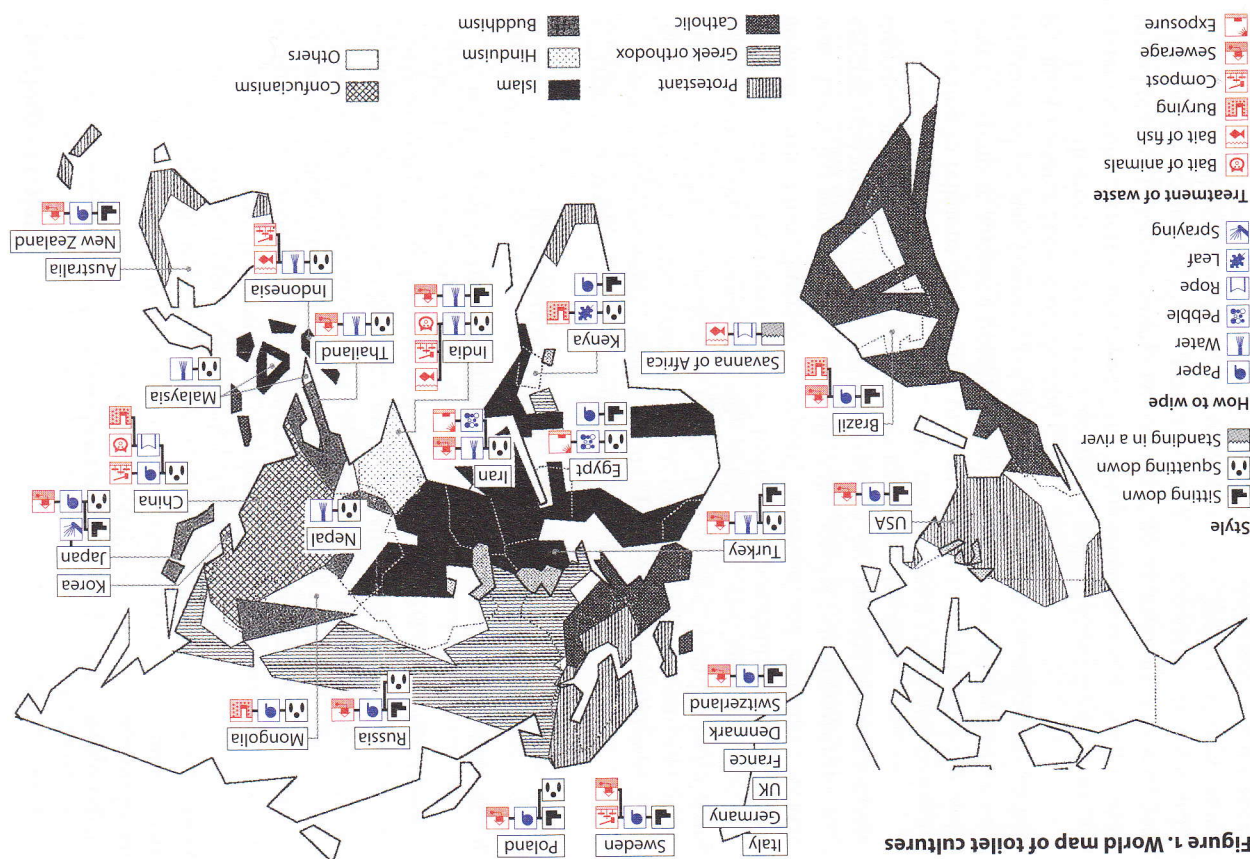 Figure 1. World map of toilet cultures
Italy
Germany
UK
France
Denmark
Switzerland
Sweden
Poland
Russia
Mongolia
Style
Sitting down
Squatting down
Standing in a river
How to wipe
Paper
Water
Pebble
Rope
Leaf
Spraying
Treatment of waste
Bait of animals
Bait of fish
Burying
Compost
Sewerage
Exposure
USA
Brazil
Turkey
Egypt
Iran
Savanna of Africa
Kenya
India
Nepal
Korea
Japan
China
Malaysia
Thailand
Indonesia
Australia
New Zealand
Protestant
Greek orthodox
Catholic
Islam
Hinduism
Buddhism
Confucianism
Others